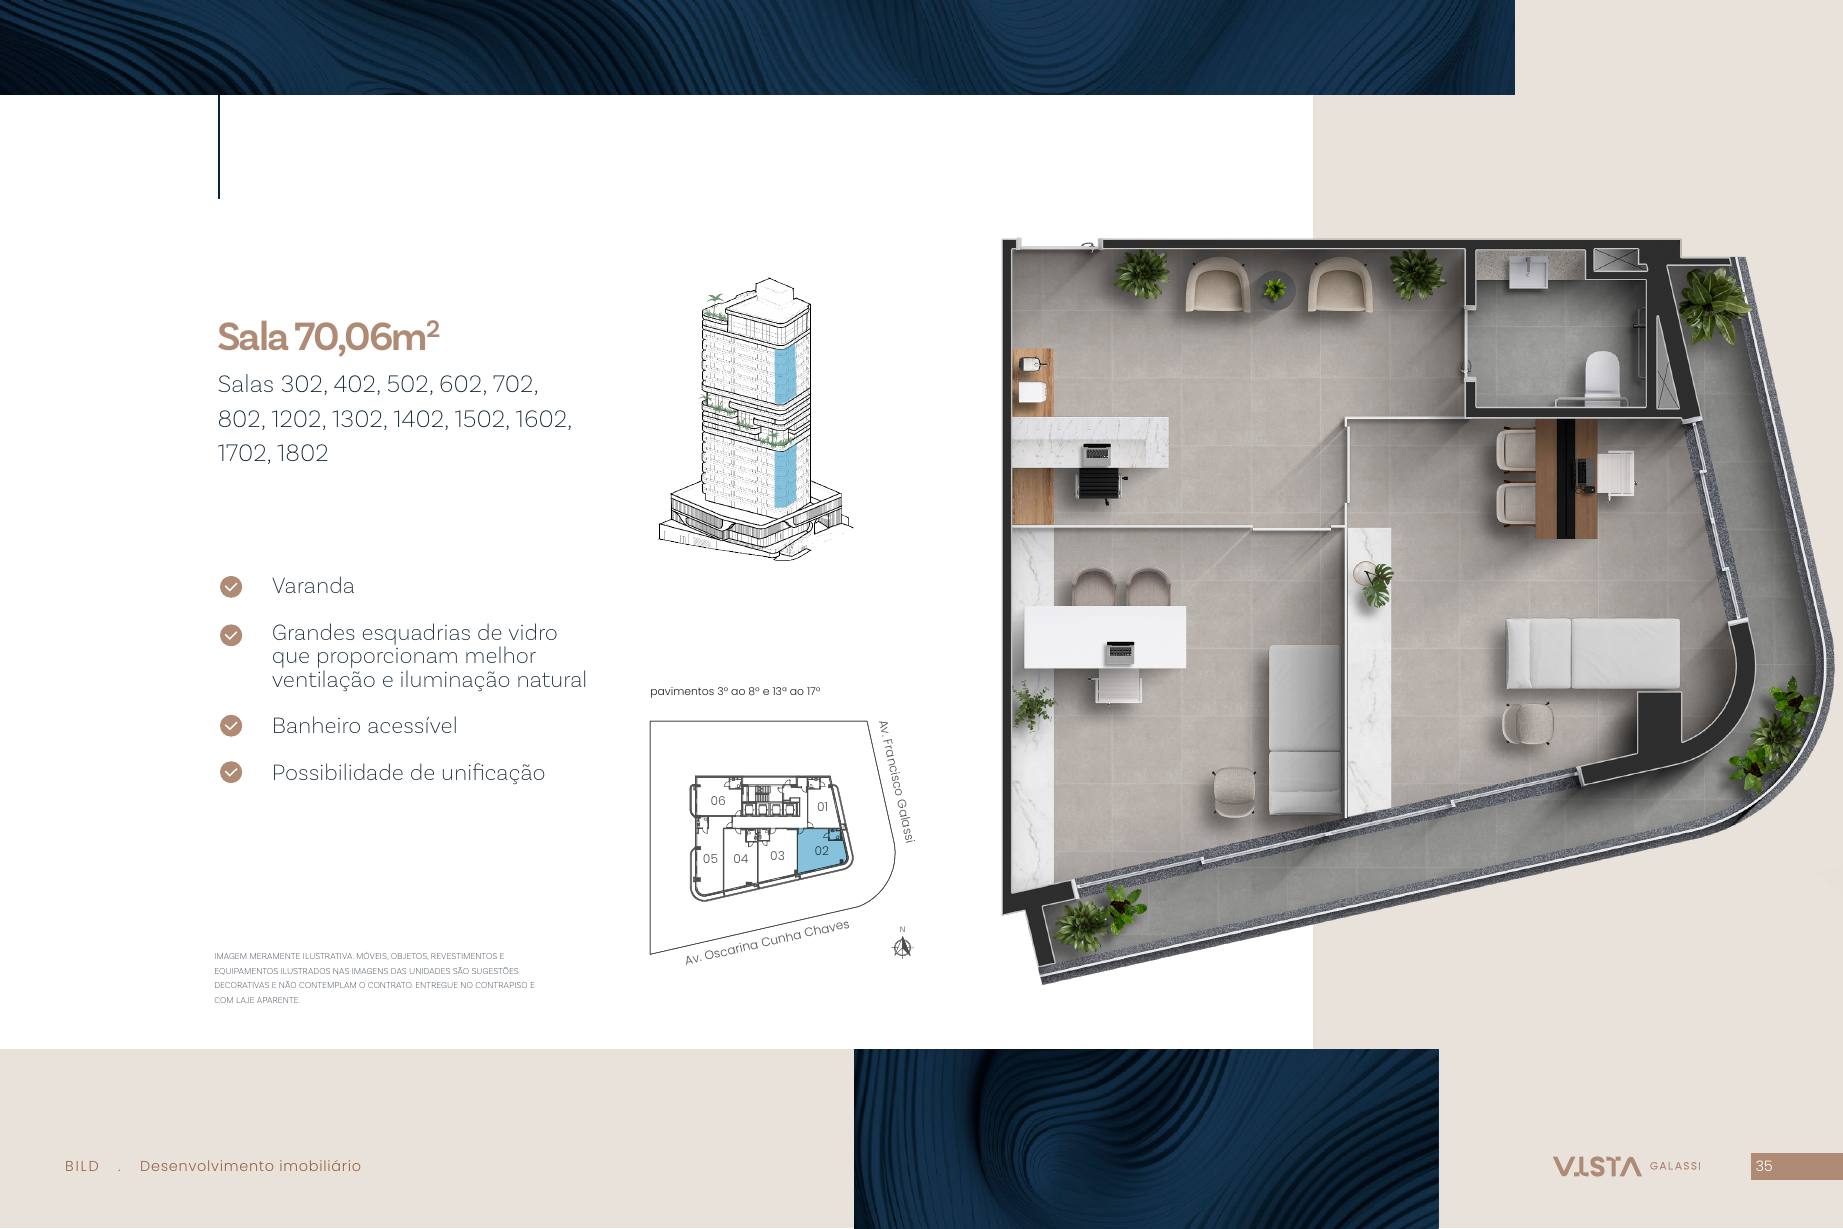 Sala 70,06m²
Salas 302, 402, 502, 602, 702,
802, 1202, 1302, 1402, 1502, 1602,
1702, 1802
Varanda
Grandes esquadrias de vidro
que proporcionam melhor
ventilação e iluminação natural
Banheiro acessível
Possibilidade de unificação
IMAGEM MERAMENTE ILUSTRATIVA. MÓVEIS, OBJETOS, REVESTIMENTOS E
EQUIPAMENTOS ILUSTRADOS NAS IMAGENS DAS UNIDADES SÃO SUGESTÕES
DECORATIVAS E NÃO CONTEMPLAM O CONTRATO. ENTREGUE NO CONTRAPISO E
COM LAJE APARENTE.
pavimentos 3º ao 8º e 13º ao 17º
Av. Francisco Galassi
06
01
05
04
03
02
Av. Oscarina Cunha Chaves
N
BILD . Desenvolvimento imobiliário
VISTA GALASSI
35